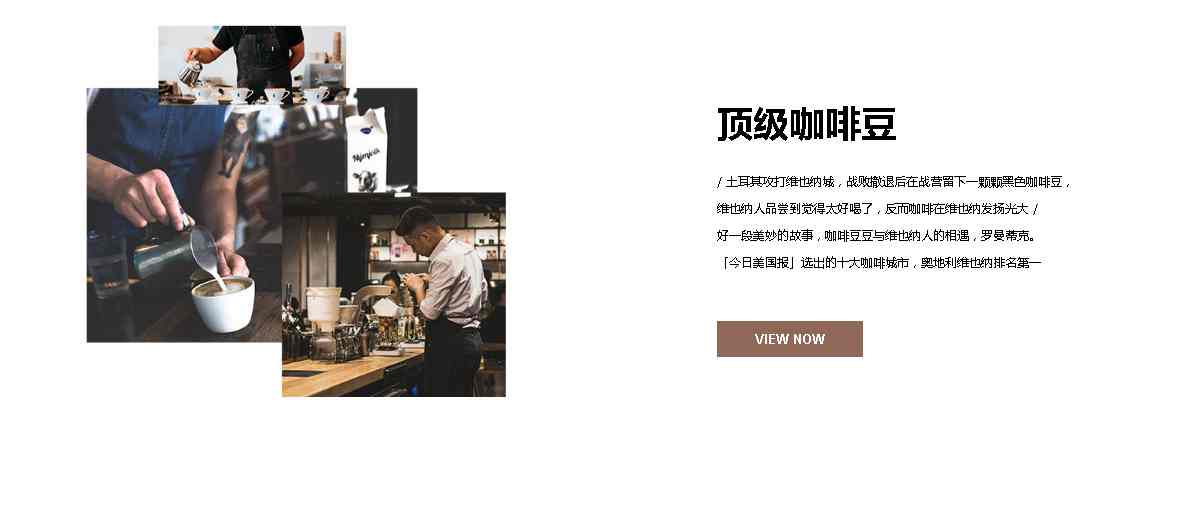 顶级咖啡豆
/ 土耳其攻打维也纳城，战败撤退后在战营留下一颗颗黑色咖啡豆，
维也纳人品尝到觉得太好喝了，反而咖啡在维也纳发扬光大 /
好一段美妙的故事，咖啡豆豆与维也纳人的相遇，罗曼蒂克。
「今日美国报」选出的十大咖啡城市，奥地利维也纳排名第一
VIEW NOW